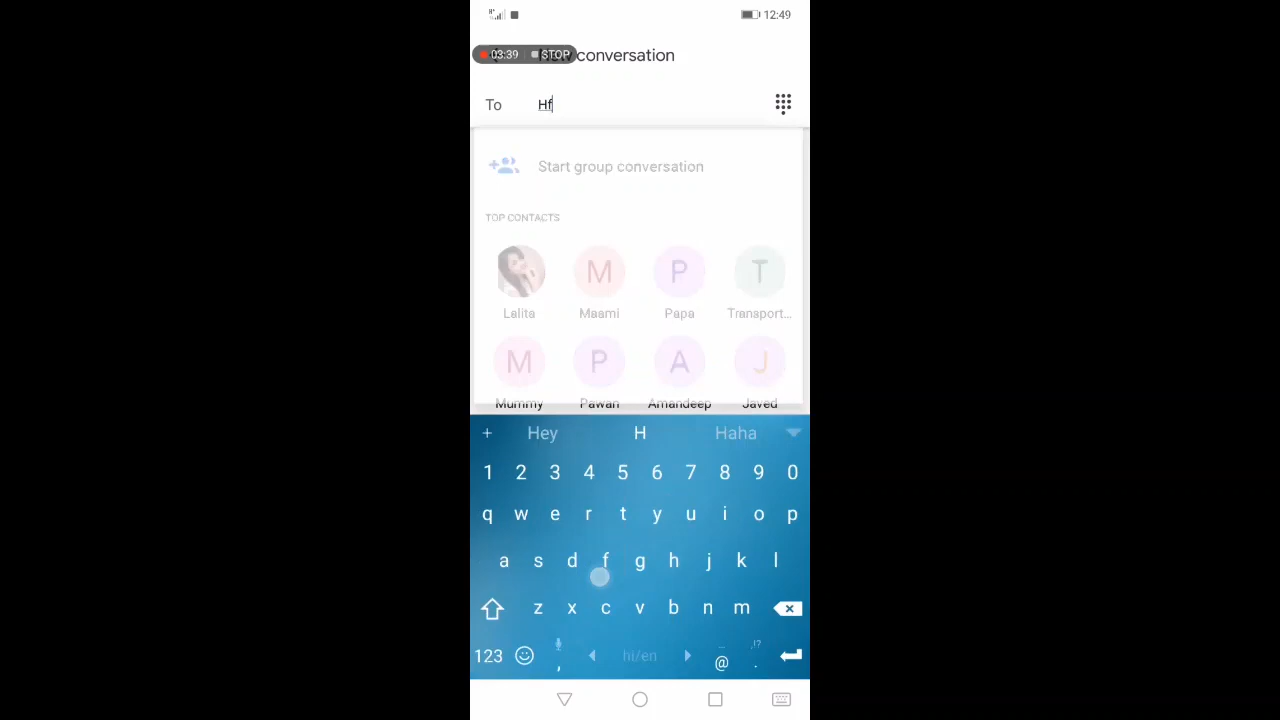 12:49
03:39 STOP
New conversation
To Hf
Start group conversation
TOP CONTACTS
Lalita Maami Papa Transport...
M P T
M P A J
Mummy Pawan Amandeep Javed
+ Hey H Haha
1 2 3 4 5 6 7 8 9 0
q w e r t y u i o p
a s d f g h j k l
z x c v b n m
123 , hi/en @ . ,!?